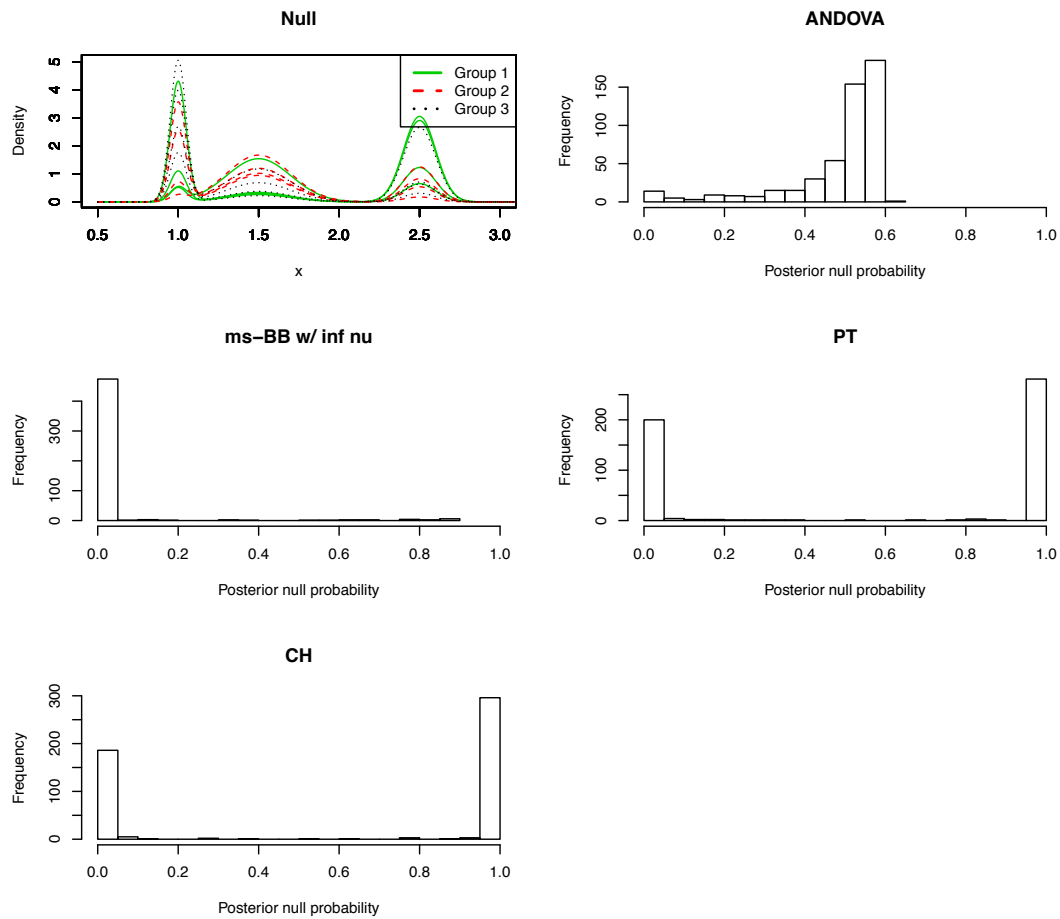 Null
Density
0 1 2 3 4 5
0.5 1.0 1.5 2.0 2.5 3.0
x
Group 1
Group 2
Group 3
ANDOVA
Frequency
0 50 150
0.0 0.2 0.4 0.6 0.8 1.0
Posterior null probability
ms−BB w/ inf nu
Frequency
0 100 300
0.0 0.2 0.4 0.6 0.8 1.0
Posterior null probability
PT
Frequency
0 100 200
0.0 0.2 0.4 0.6 0.8 1.0
Posterior null probability
CH
Frequency
0 100 200 300
0.0 0.2 0.4 0.6 0.8 1.0
Posterior null probability